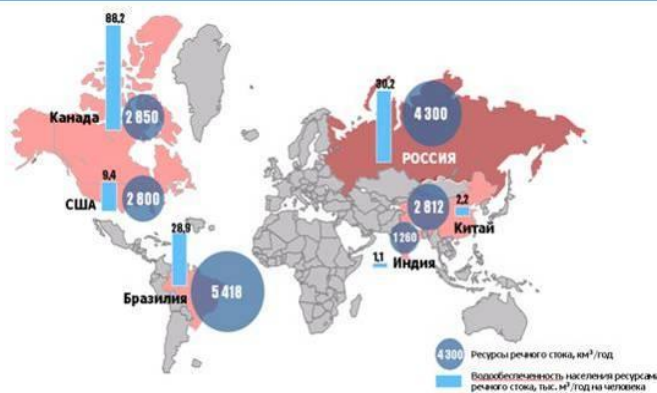 88,2
Канада
2 850
9,4
США
2 800
28,9
Бразилия
5 418
30,2
4 300
РОССИЯ
2 812
2,2
Китай
1 260
1,1
Индия
4 300 Ресурсы речного стока, км³/год
Водообеспеченность населения ресурсами
речного стока, тыс. м³/год на человека